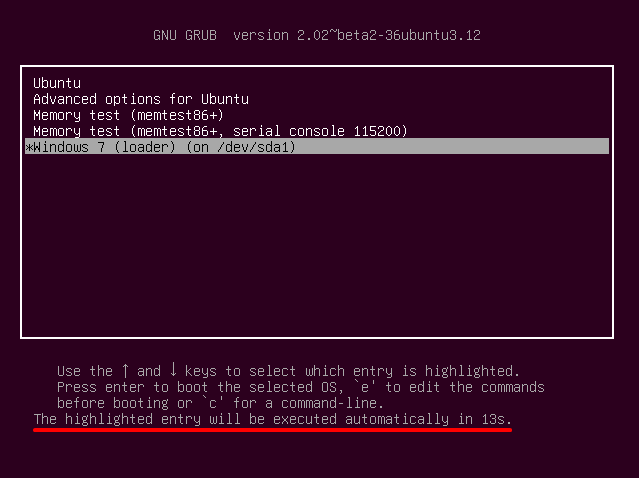 GNU GRUB  version 2.02~beta2-36ubuntu3.12
Ubuntu
Advanced options for Ubuntu
Memory test (memtest86+)
Memory test (memtest86+, serial console 115200)
*Windows 7 (loader) (on /dev/sda1)
Use the ↑ and ↓ keys to select which entry is highlighted.
Press enter to boot the selected OS, `e' to edit the commands
before booting or `c' for a command-line.
The highlighted entry will be executed automatically in 13s.